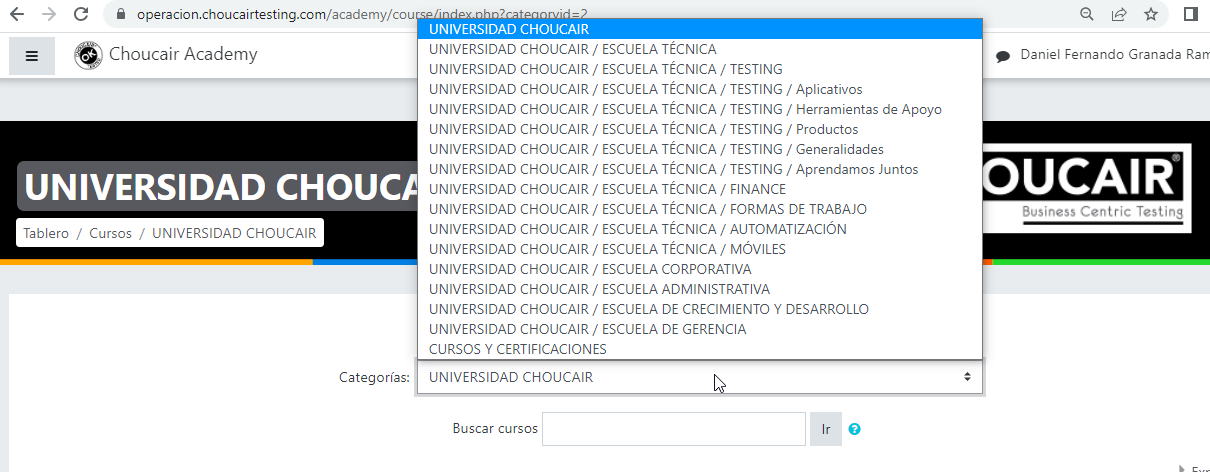 operacion.choucairtesting.com/academy/course/index.php?categoryid=2
Choucair Academy
Daniel Fernando Granada Ram
UNIVERSIDAD CHOUCAIR
UNIVERSIDAD CHOUCAIR / ESCUELA TÉCNICA
UNIVERSIDAD CHOUCAIR / ESCUELA TÉCNICA / TESTING
UNIVERSIDAD CHOUCAIR / ESCUELA TÉCNICA / TESTING / Aplicativos
UNIVERSIDAD CHOUCAIR / ESCUELA TÉCNICA / TESTING / Herramientas de Apoyo
UNIVERSIDAD CHOUCAIR / ESCUELA TÉCNICA / TESTING / Productos
UNIVERSIDAD CHOUCAIR / ESCUELA TÉCNICA / TESTING / Generalidades
UNIVERSIDAD CHOUCAIR / ESCUELA TÉCNICA / TESTING / Aprendamos Juntos
UNIVERSIDAD CHOUCAIR / ESCUELA TÉCNICA / FINANCE
UNIVERSIDAD CHOUCAIR / ESCUELA TÉCNICA / FORMAS DE TRABAJO
UNIVERSIDAD CHOUCAIR / ESCUELA TÉCNICA / AUTOMATIZACIÓN
UNIVERSIDAD CHOUCAIR / ESCUELA TÉCNICA / MÓVILES
UNIVERSIDAD CHOUCAIR / ESCUELA CORPORATIVA
UNIVERSIDAD CHOUCAIR / ESCUELA ADMINISTRATIVA
UNIVERSIDAD CHOUCAIR / ESCUELA DE CRECIMIENTO Y DESARROLLO
UNIVERSIDAD CHOUCAIR / ESCUELA DE GERENCIA
CURSOS Y CERTIFICACIONES
UNIVERSIDAD CHOUCA
OUCAIR®
Business Centric Testing
Tablero / Cursos / UNIVERSIDAD CHOUCAIR
Categorías: UNIVERSIDAD CHOUCAIR
Buscar cursos Ir